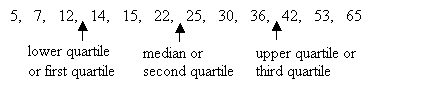 5, 7, 12, 14, 15, 22, 25, 30, 36, 42, 53, 65
lower quartile median or upper quartile or
or first quartile second quartile third quartile